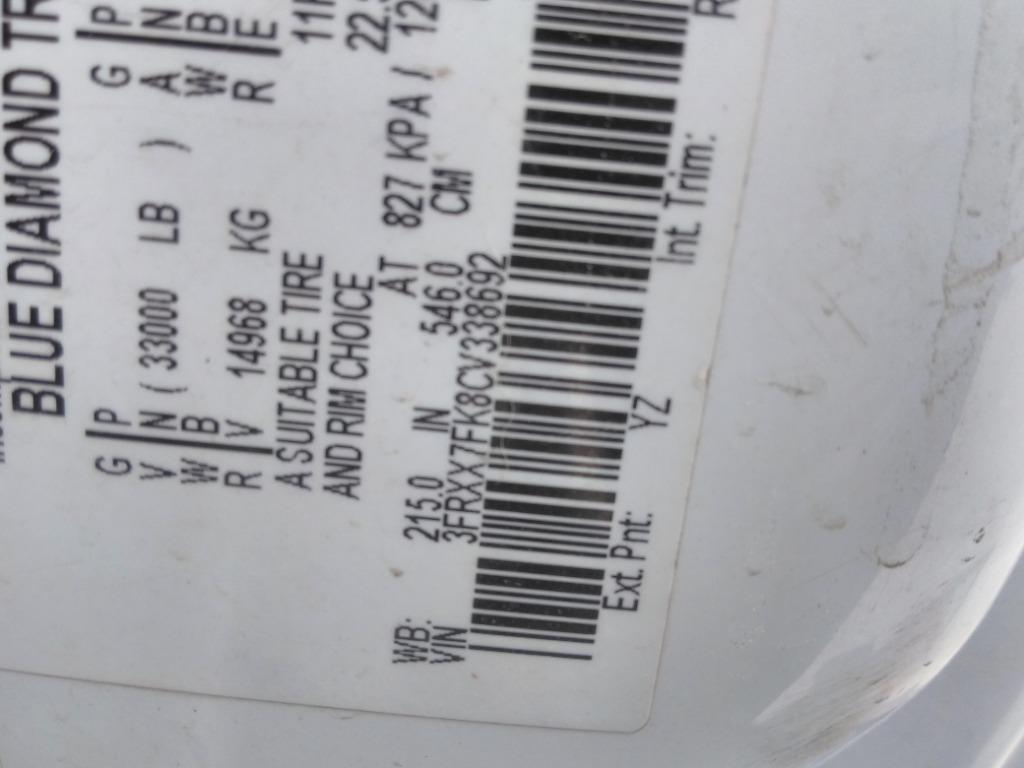 BLUE DIAMOND TR
G P
V N ( 33000 LB ) A W
W B
R V 14968 KG
G P
A N
W B
R E
A SUITABLE TIRE
AND RIM CHOICE
827 KPA / 12
WB: 215.0 IN AT 546.0 CM
VIN 3FRXX7FK8CV338692
Ext. Pnt: YZ
Int. Trim:
R